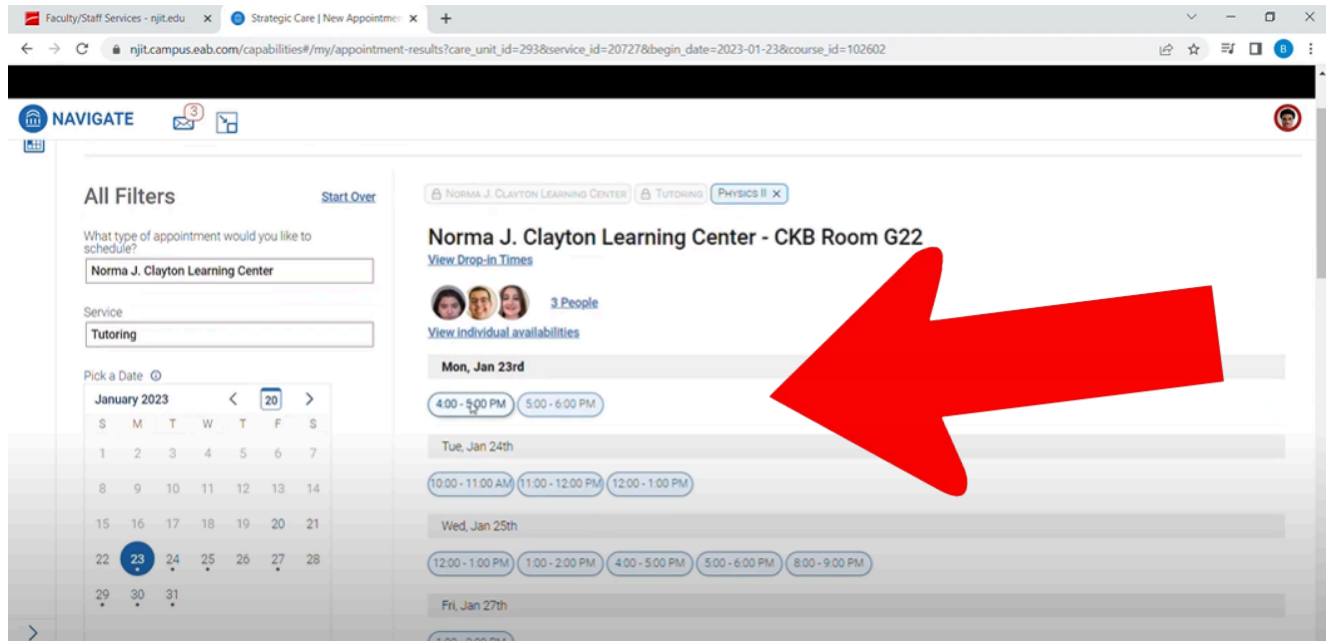 Faculty/Staff Services - njit.edu
Strategic Care | New Appointmen
njit.campus.eab.com/capabilities#/my/appointment-results?care_unit_id=293&service_id=20727&begin_date=2023-01-23&course_id=102602
B
NAVIGATE
3
All Filters
Start Over
What type of appointment would you like to
schedule?
Norma J. Clayton Learning Center
Service
Tutoring
Pick a Date
January 2023
20
S M T W T F S
1 2 3 4 5 6 7
8 9 10 11 12 13 14
15 16 17 18 19 20 21
22 23 24 25 26 27 28
29 30 31
NORMA J. CLAYTON LEARNING CENTER TUTORING PHYSICS II X
Norma J. Clayton Learning Center - CKB Room G22
View Drop-in Times
3 People
View individual availabilities
Mon, Jan 23rd
4:00 - 5:00 PM 5:00 - 6:00 PM
Tue, Jan 24th
10:00 - 11:00 AM 11:00 - 12:00 PM 12:00 - 1:00 PM
Wed, Jan 25th
12:00 - 1:00 PM 1:00 - 2:00 PM 4:00 - 5:00 PM 5:00 - 6:00 PM 8:00 - 9:00 PM
Fri, Jan 27th